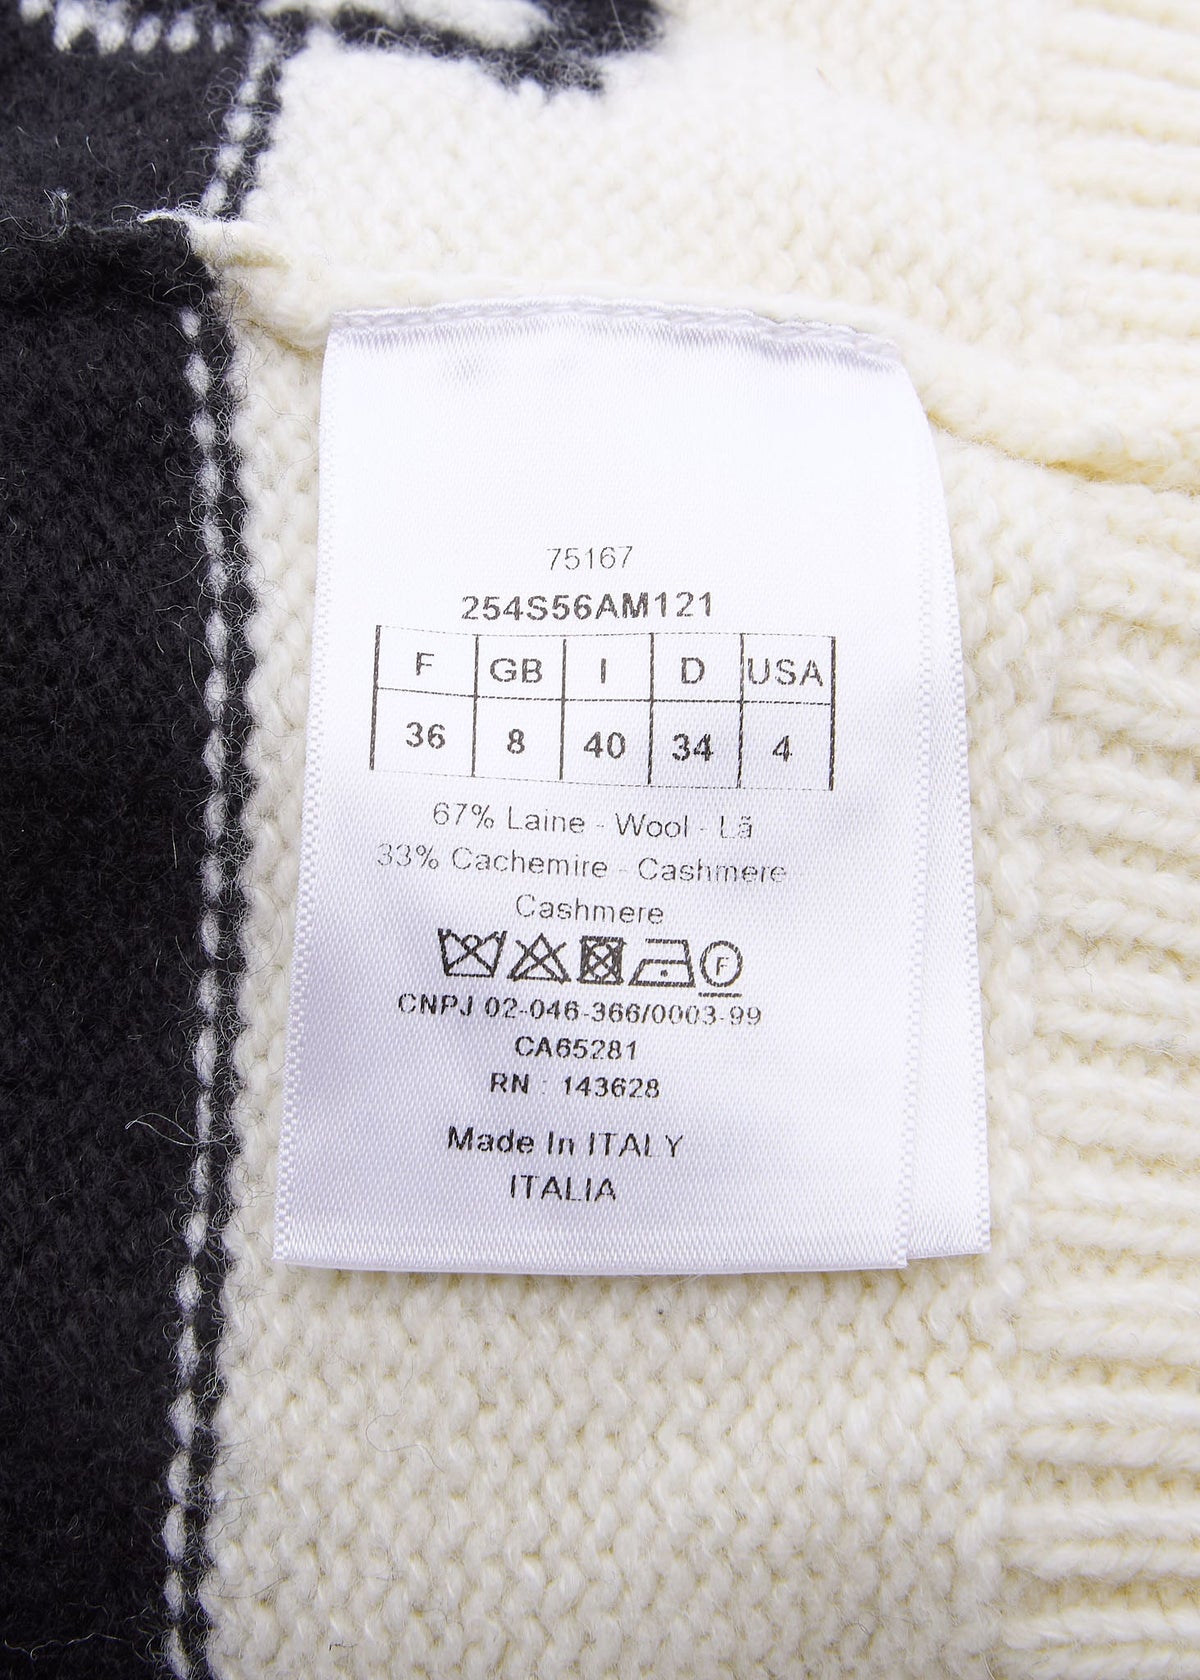 75167
254S56AM121
F GB I D USA
36 8 40 34 4
67% Laine - Wool - Lã
33% Cachemire - Cashmere -
Cashmere
F
CNPJ 02-046-366/0003-99
CA65281
RN : 143628
Made In ITALY
ITALIA